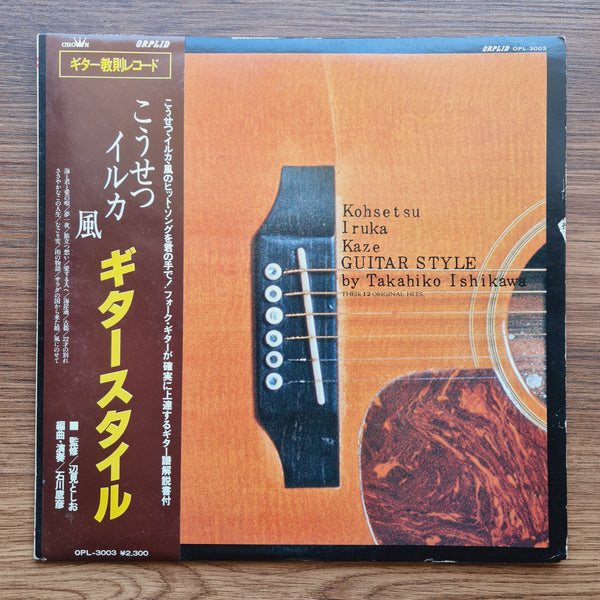 CROWN
ギター教則レコード
こうせつ
イルカ
風
ギタースタイル
こうせつ、イルカ、風のヒット・ソングを君の手で!フォーク・ギターが確実に上達するギター譜解説書付
■監修/辺見としお
編曲・演奏/石川鷹彦
OPL-3003 ¥2,300
ORPLID OPL-3003
Kohsetsu
Iruka
Kaze
GUITAR STYLE
by Takahiko Ishikawa
THEIR 12 ORIGINAL HITS